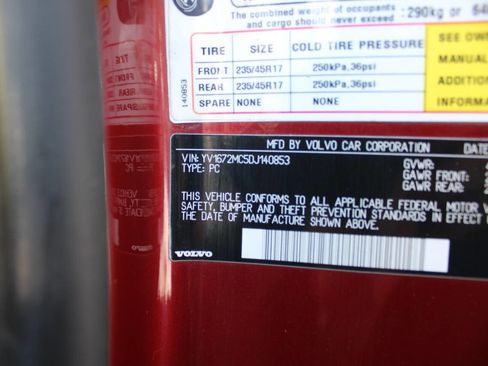 The combined weight of occupants
and cargo should never exceed :290kg or
TIRE SIZE COLD TIRE PRESSURE SEE OWN
FRONT 235/45R17 250kPa,36psi MANUAL
REAR 235/45R17 250kPa,36psi ADDITIO
SPARE NONE NONE INFORMA
140853
MFD BY VOLVO CAR CORPORATION DATE
VIN: YV1672MC5DJ140853 GVWR:
TYPE: PC GAWR FRONT:
GAWR REAR:
THIS VEHICLE CONFORMS TO ALL APPLICABLE FEDERAL MOTOR V
SAFETY, BUMPER AND THEFT PREVENTION STANDARDS IN EFFECT O
THE DATE OF MANUFACTURE SHOWN ABOVE.
VOLVO